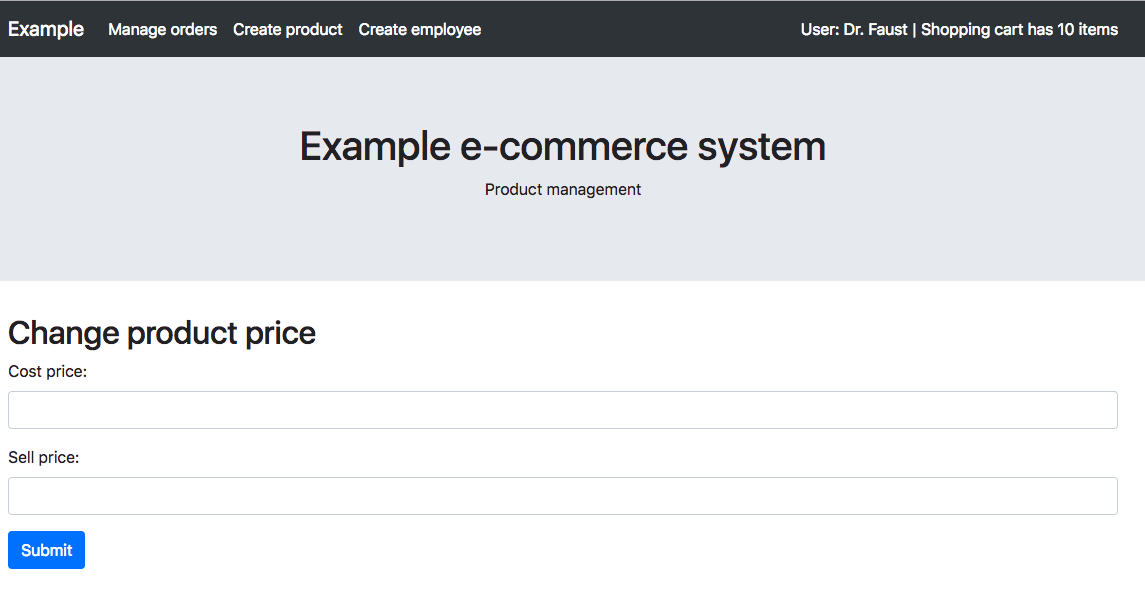 Example Manage orders Create product Create employee User: Dr. Faust | Shopping cart has 10 items
Example e-commerce system
Product management
Change product price
Cost price:
Sell price:
Submit